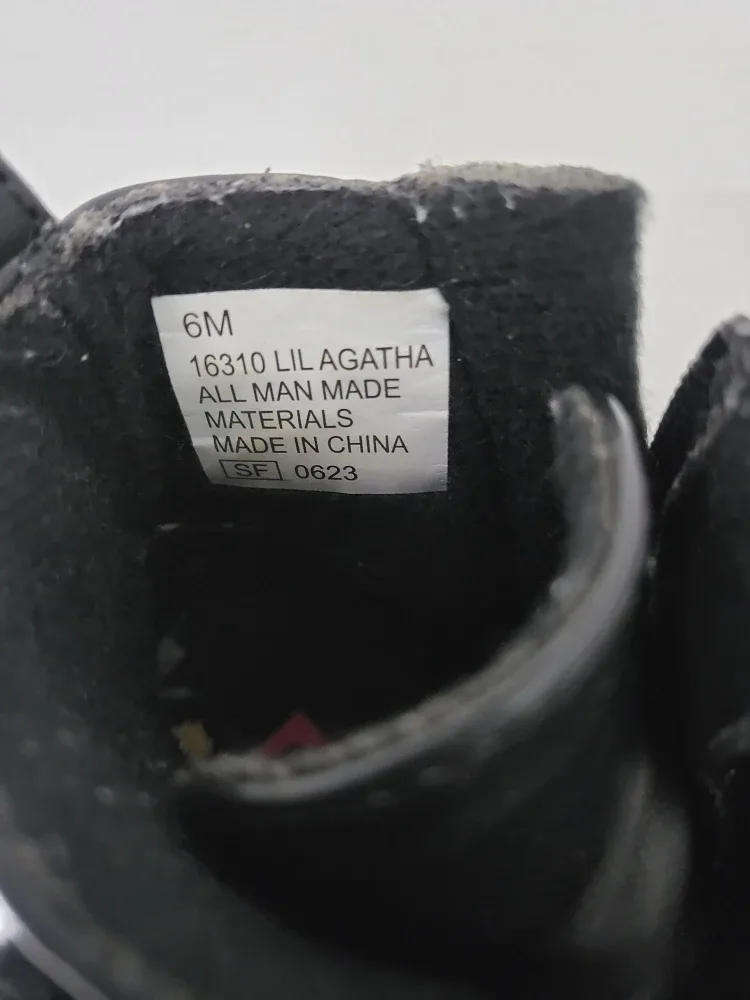 6M
16310 LIL AGATHA
ALL MAN MADE
MATERIALS
MADE IN CHINA
SF 0623